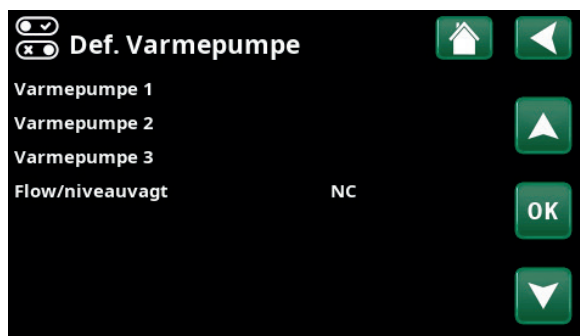 Def. Varmepumpe
Varmepumpe 1
Varmepumpe 2
Varmepumpe 3
Flow/niveauvagt NC
OK